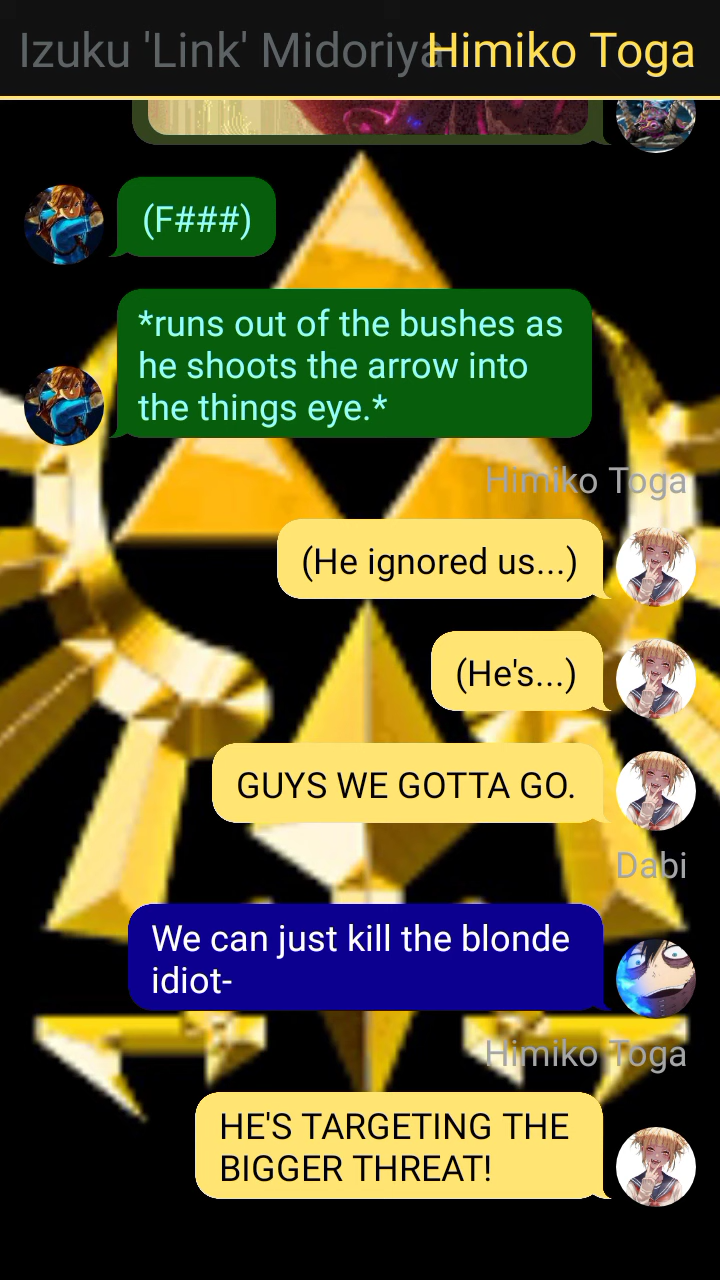 Izuku 'Link' Midoriya Himiko Toga
(F###)
*runs out of the bushes as
he shoots the arrow into
the things eye.*
Himiko Toga
(He ignored us...)
(He's...)
GUYS WE GOTTA GO.
Dabi
We can just kill the blonde
idiot-
Himiko Toga
HE'S TARGETING THE
BIGGER THREAT!